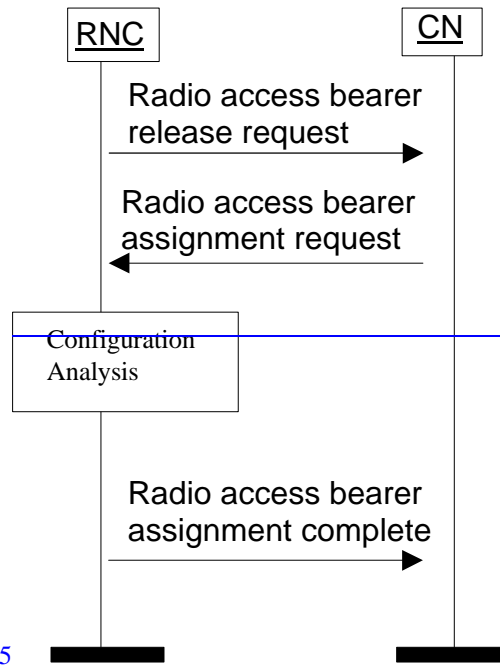 RNC
CN
Radio access bearer
release request
Radio access bearer
assignment request
Configuration
Analysis
Radio access bearer
assignment complete
5